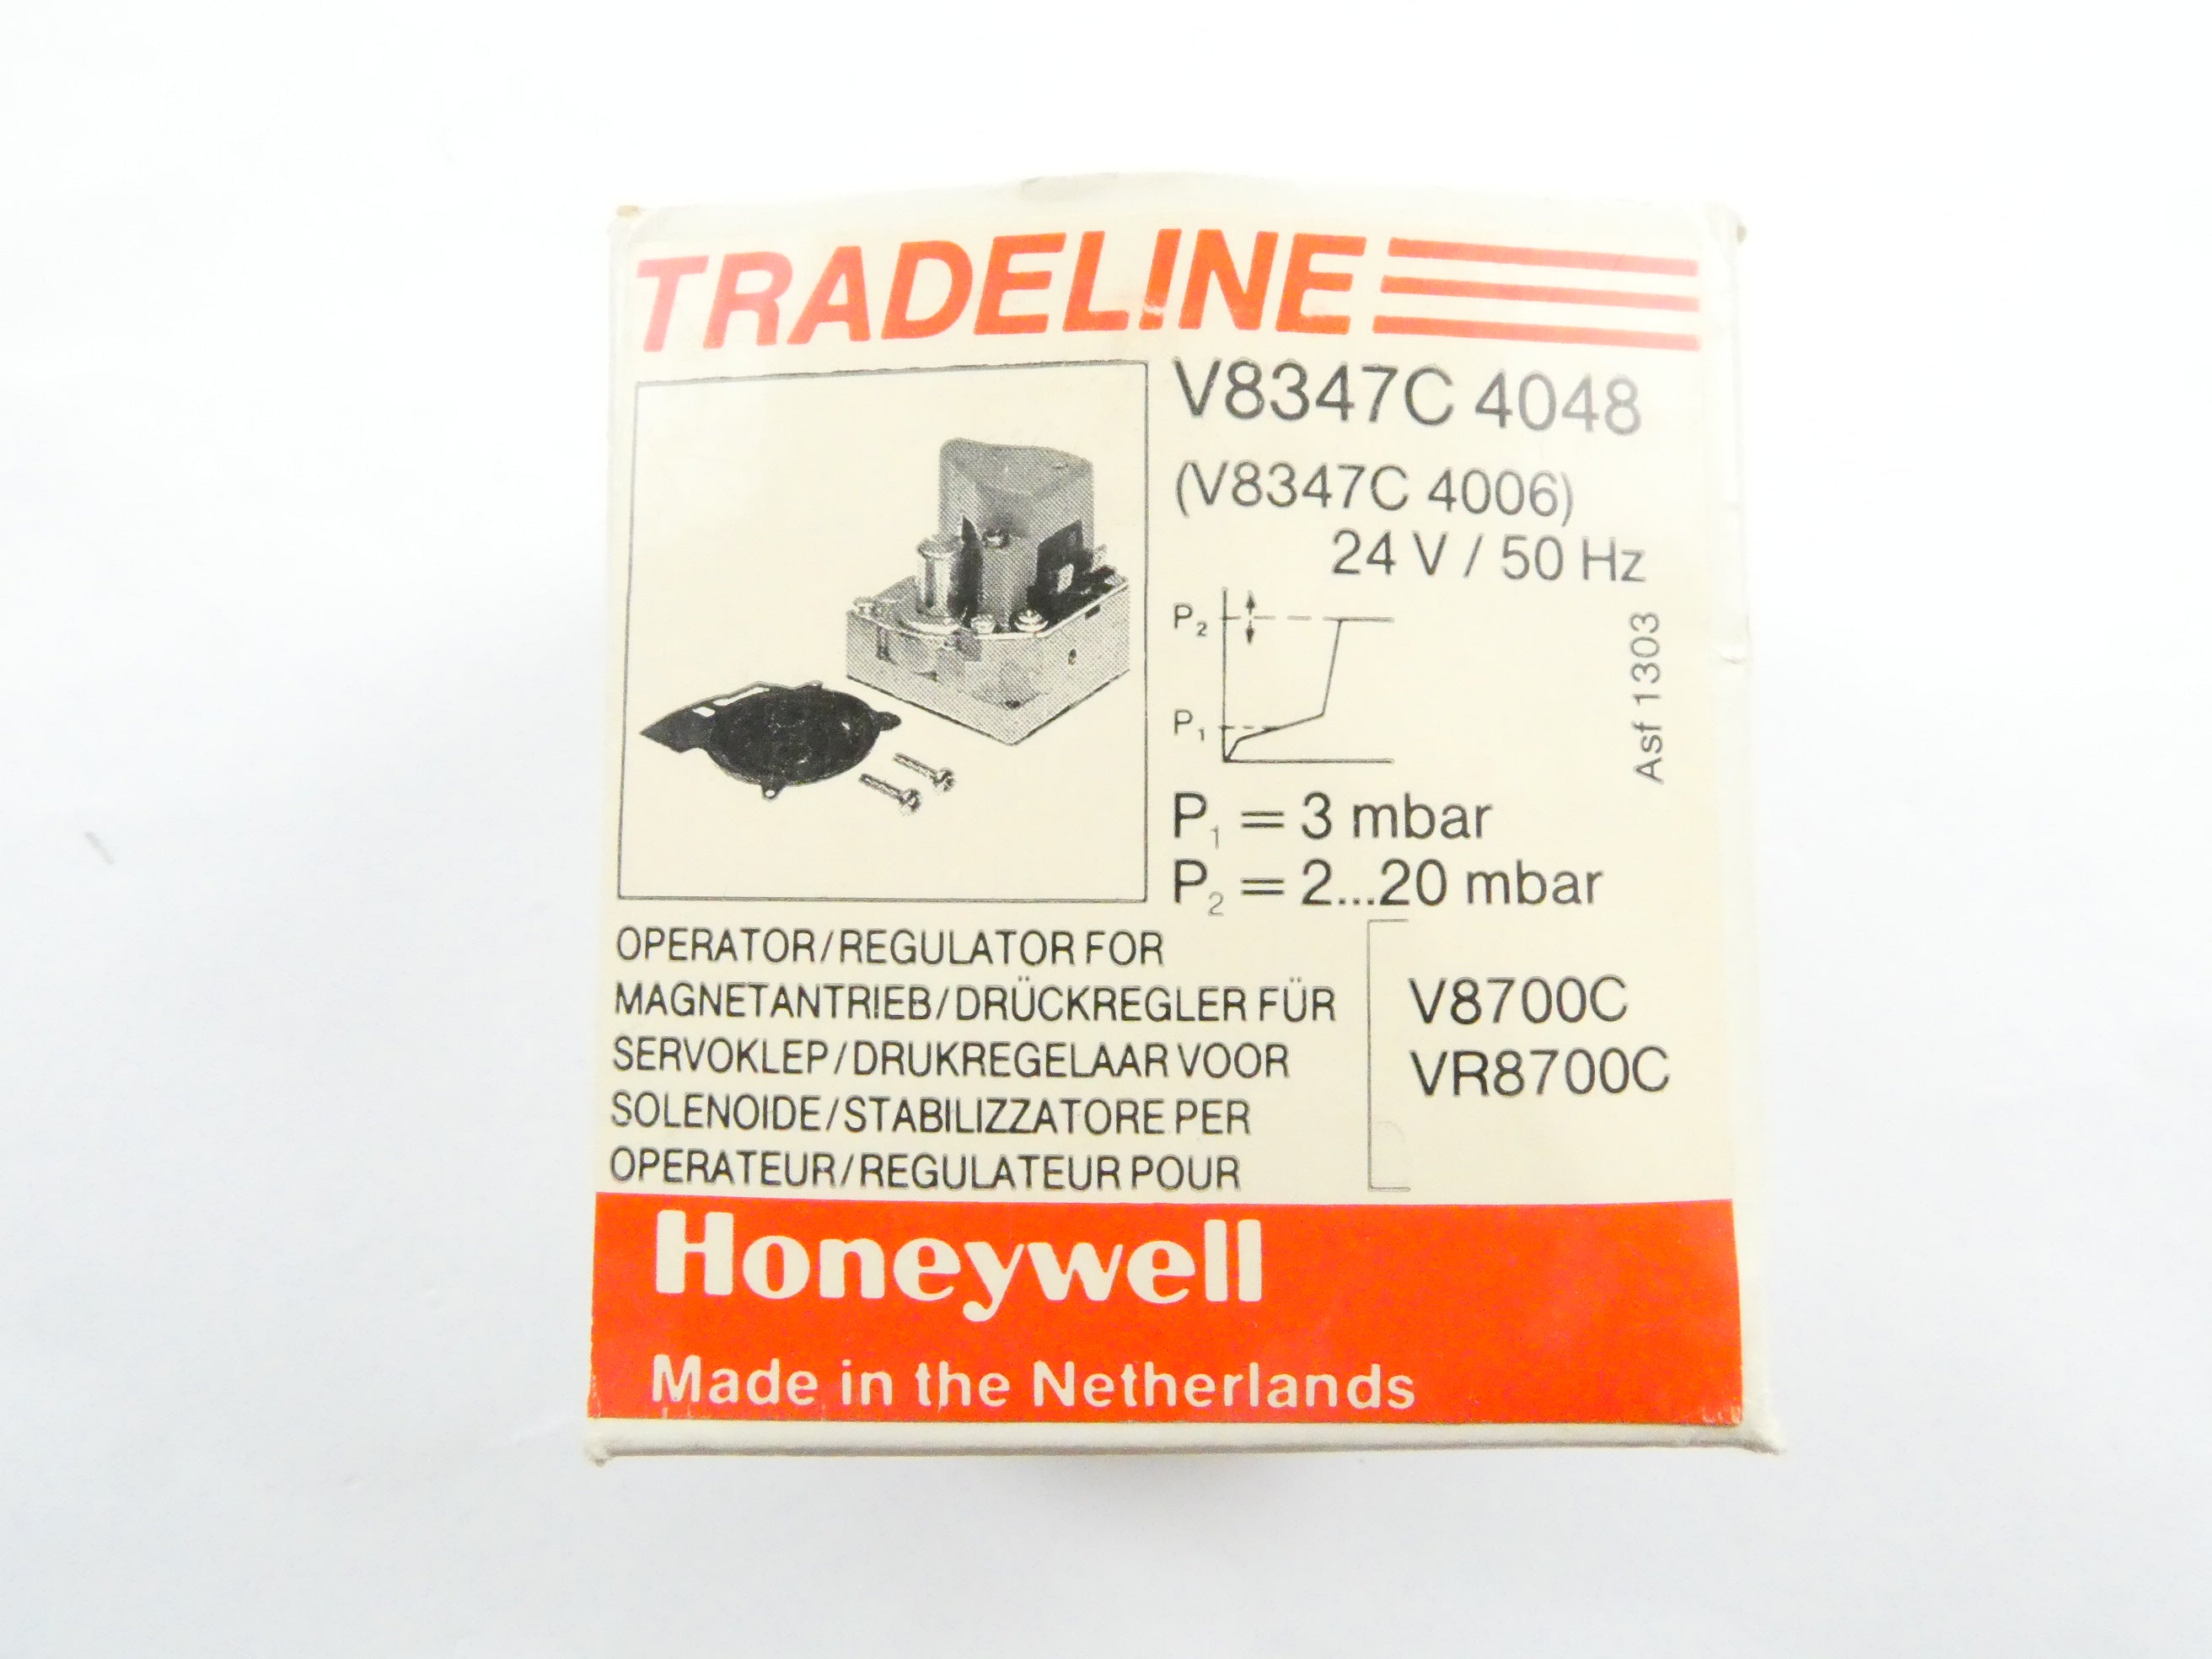 TRADELINE
V8347C 4048
(V8347C 4006)
24 V / 50 Hz
P2
P1
Asf 1303
P1 = 3 mbar
P2 = 2...20 mbar
OPERATOR/REGULATOR FOR
MAGNETANTRIEB/DRÜCKREGLER FÜR
SERVOKLEP/DRUKREGELAAR VOOR
SOLENOIDE/STABILIZZATORE PER
OPERATEUR/REGULATEUR POUR
V8700C
VR8700C
Honeywell
Made in the Netherlands